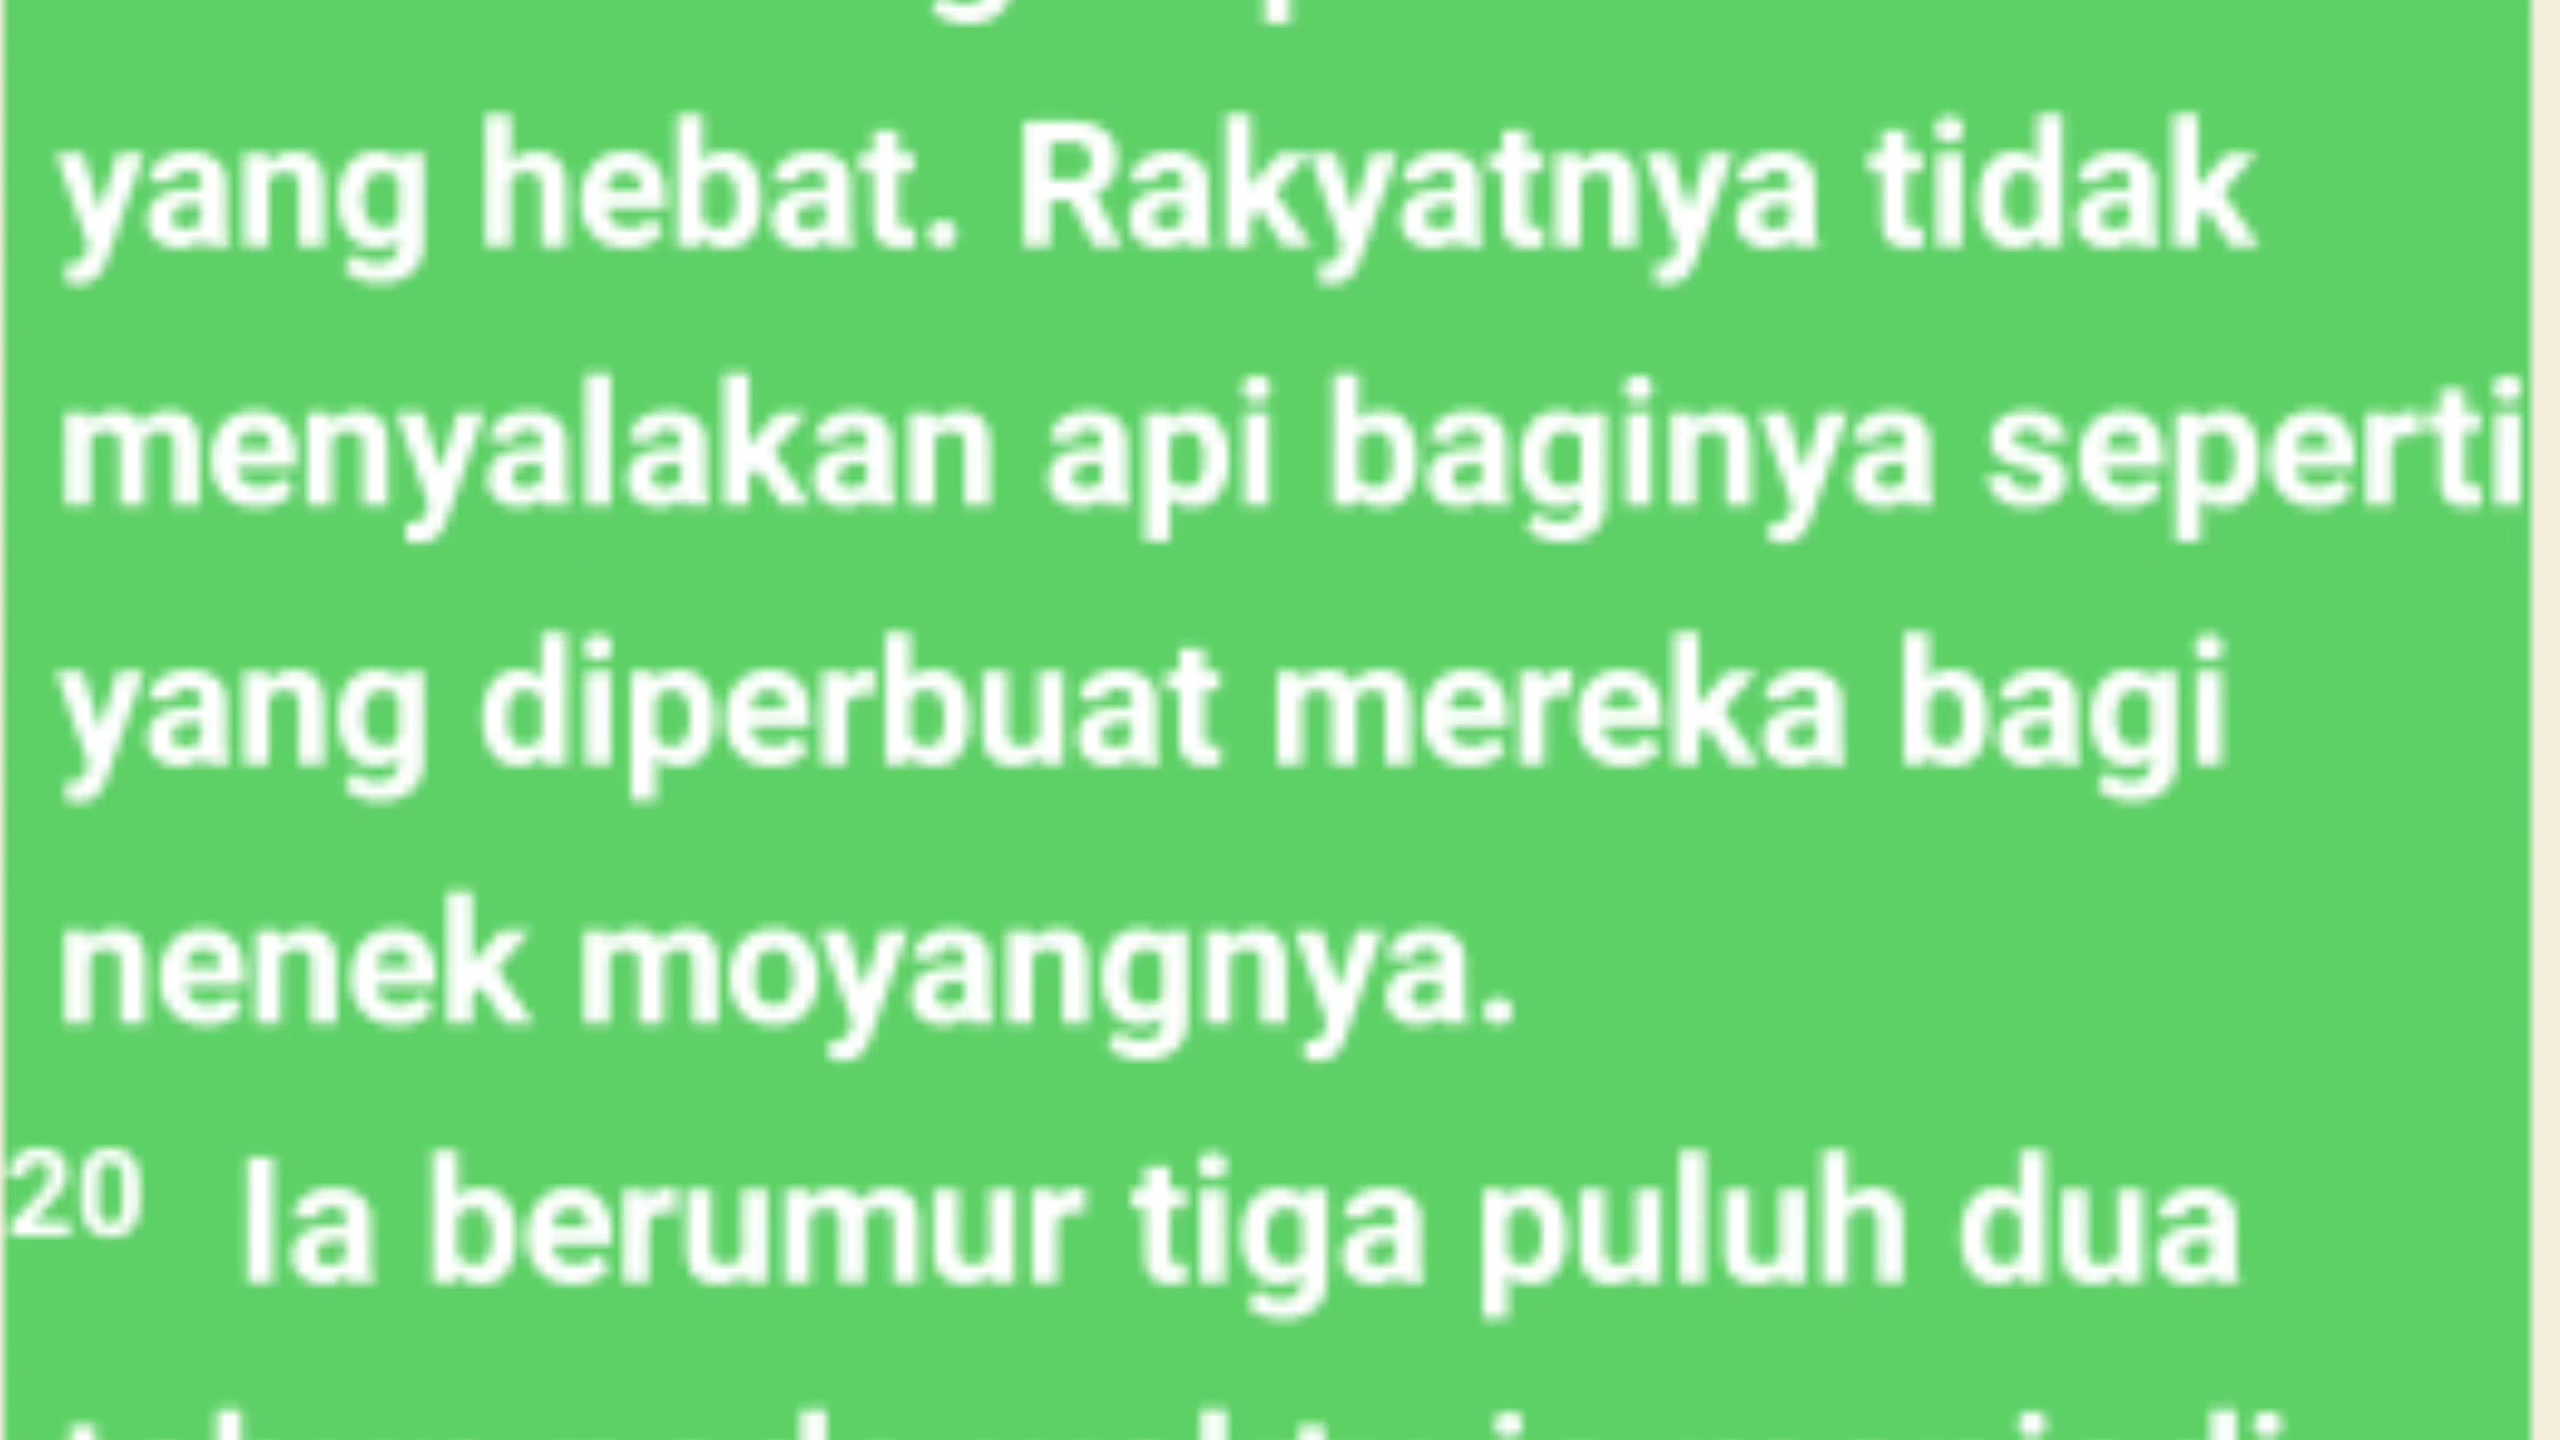 yang hebat. Rakyatnya tidak
menyalakan api baginya seperti
yang diperbuat mereka bagi
nenek moyangnya.
20 Ia berumur tiga puluh dua